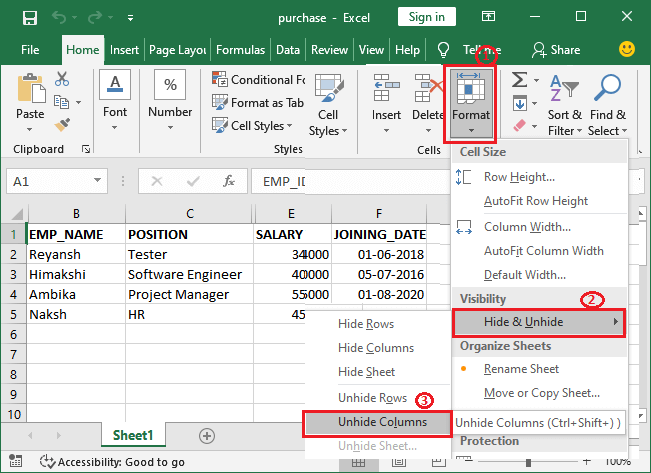 purchase - Excel
Sign in
File Home Insert Page Layou Formulas Data Review View Help Tell me Share
1
Paste
Clipboard
A
Font
%
Number
Conditional Fo
Format as Tab
Cell Styles
Styles
Cell Styles
Insert
Delete
Format
Cells
Sort & Filter
Find & Select
A1
fx
EMP_ID
Cell Size
Row Height...
AutoFit Row Height
Column Width...
AutoFit Column Width
Default Width...
Visibility
2
Hide & Unhide
Organize Sheets
Rename Sheet
Move or Copy Sheet...
Unhide Columns (Ctrl+Shift+) )
Protection
B C E F
1 EMP_NAME POSITION SALARY JOINING_DATE
2 Reyansh Tester 34000 01-06-2018
3 Himakshi Software Engineer 40000 05-07-2016
4 Ambika Project Manager 55000 01-08-2020
5 Naksh HR 45
6
7
8
9
10
Hide Rows
Hide Columns
Hide Sheet
Unhide Rows
3
Unhide Columns
Unhide Sheet...
Sheet1
Accessibility: Good to go
100%